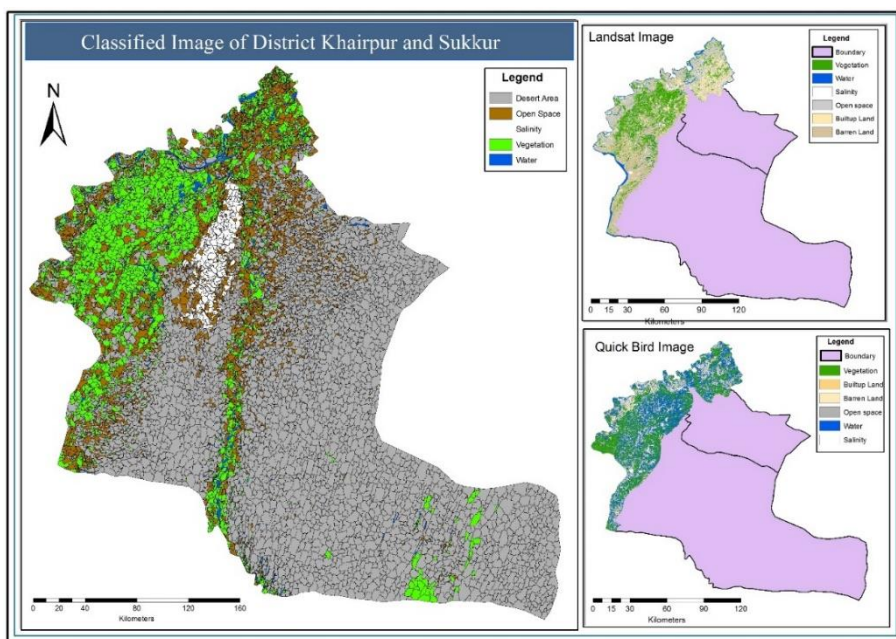 Classified Image of District Khairpur and Sukkur
N
Legend
Desert Area
Open Space
Salinity
Vegetation
Water
0 20 40 80 120 160
Kilometers
Landsat Image
Legend
Boundary
Vogotation
Water
Salinity
Open space
Builtup Land
Barren Land
0 15 30 60 90 120
Kilometers
Quick Bird Image
Legend
Boundary
Vegetation
Builtup Land
Barren Land
Open space
Water
Salinity
0 15 30 60 90 120
Kilometers